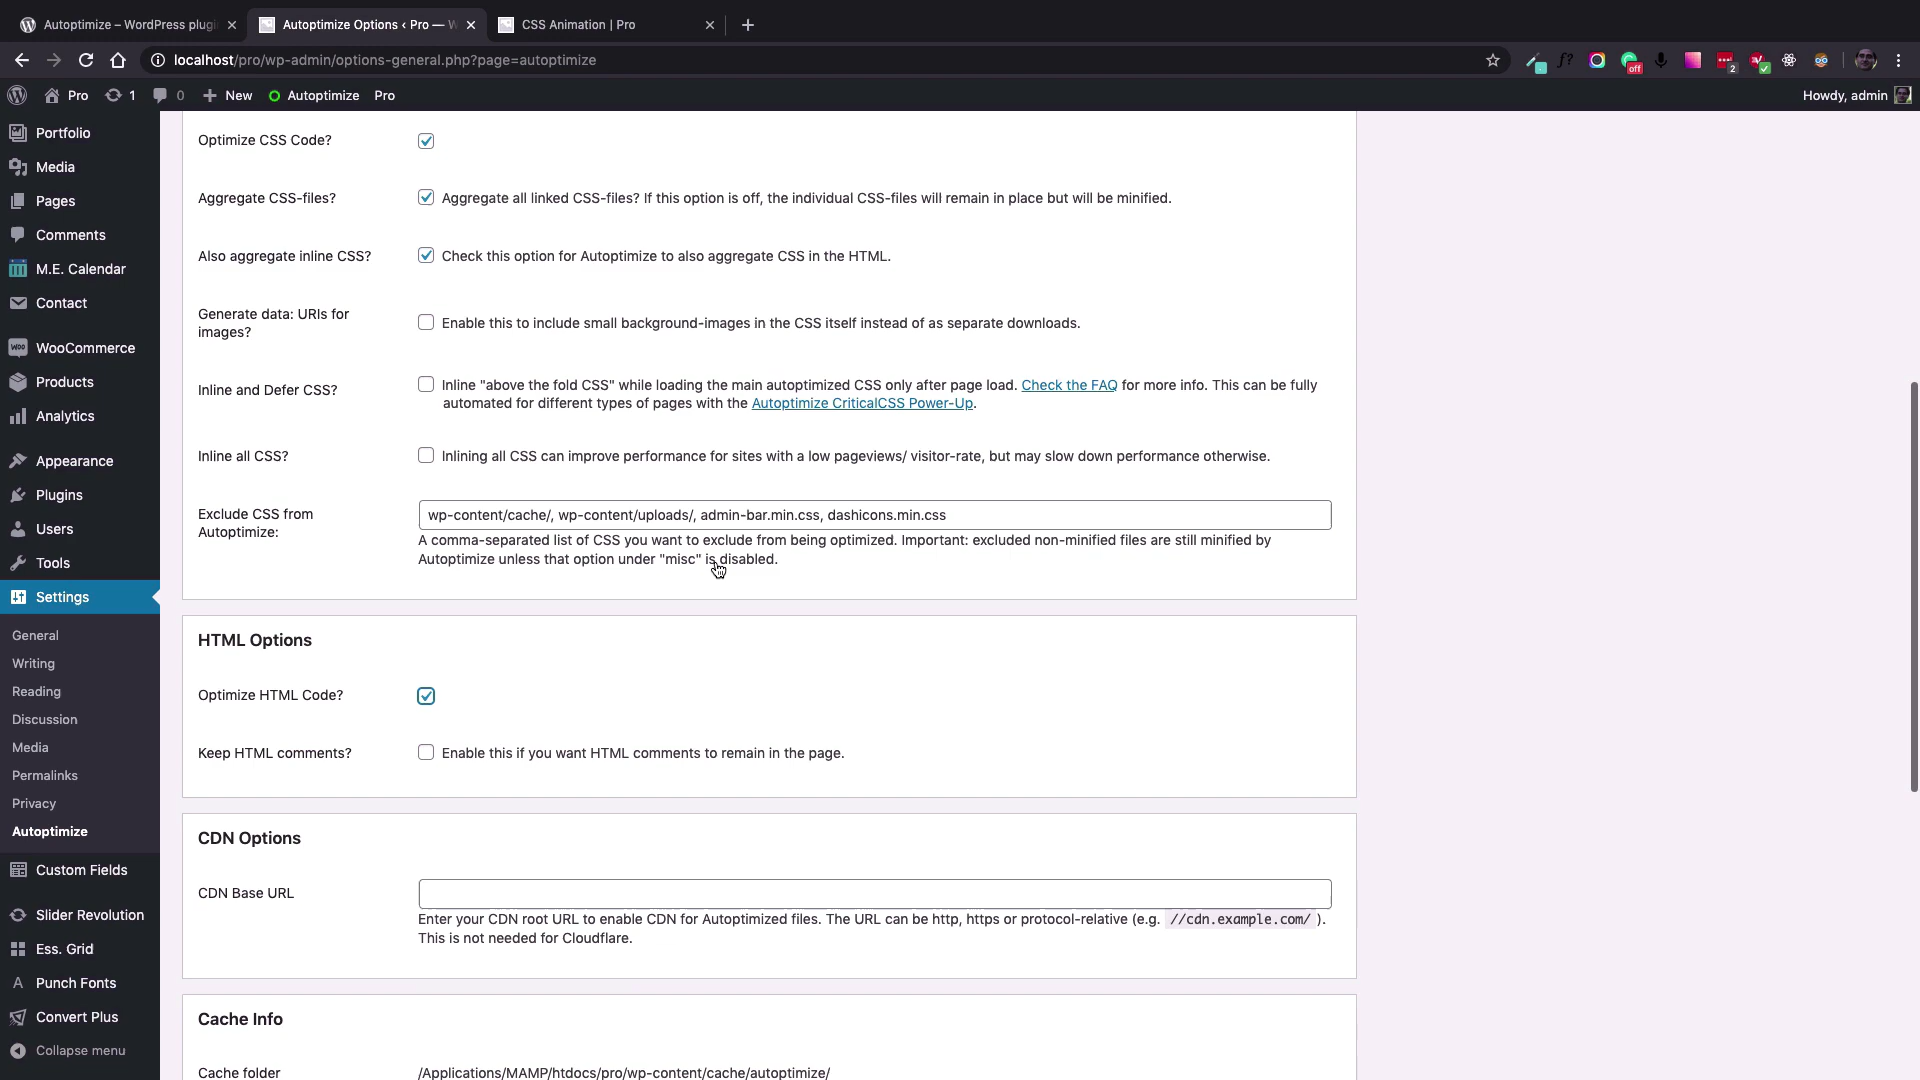 Autoptimize – WordPress plugi
Autoptimize Options ‹ Pro — W
CSS Animation | Pro
localhost/pro/wp-admin/options-general.php?page=autoptimize
f?
off
2
Pro
1
0
New
Autoptimize
Pro
Howdy, admin
Portfolio
Media
Pages
Comments
M.E. Calendar
Contact
WooCommerce
Products
Analytics
Appearance
Plugins
Users
Tools
Settings
General
Writing
Reading
Discussion
Media
Permalinks
Privacy
Autoptimize
Custom Fields
Slider Revolution
Ess. Grid
Punch Fonts
Convert Plus
Collapse menu
Optimize CSS Code?
Aggregate CSS-files?
Aggregate all linked CSS-files? If this option is off, the individual CSS-files will remain in place but will be minified.
Also aggregate inline CSS?
Check this option for Autoptimize to also aggregate CSS in the HTML.
Generate data: URIs for
images?
Enable this to include small background-images in the CSS itself instead of as separate downloads.
Inline and Defer CSS?
Inline "above the fold CSS" while loading the main autoptimized CSS only after page load. Check the FAQ for more info. This can be fully
automated for different types of pages with the Autoptimize CriticalCSS Power-Up.
Inline all CSS?
Inlining all CSS can improve performance for sites with a low pageviews/ visitor-rate, but may slow down performance otherwise.
Exclude CSS from
Autoptimize:
wp-content/cache/, wp-content/uploads/, admin-bar.min.css, dashicons.min.css
A comma-separated list of CSS you want to exclude from being optimized. Important: excluded non-minified files are still minified by
Autoptimize unless that option under "misc" is disabled.
HTML Options
Optimize HTML Code?
Keep HTML comments?
Enable this if you want HTML comments to remain in the page.
CDN Options
CDN Base URL
Enter your CDN root URL to enable CDN for Autoptimized files. The URL can be http, https or protocol-relative (e.g. //cdn.example.com/ ).
This is not needed for Cloudflare.
Cache Info
Cache folder
/Applications/MAMP/htdocs/pro/wp-content/cache/autoptimize/